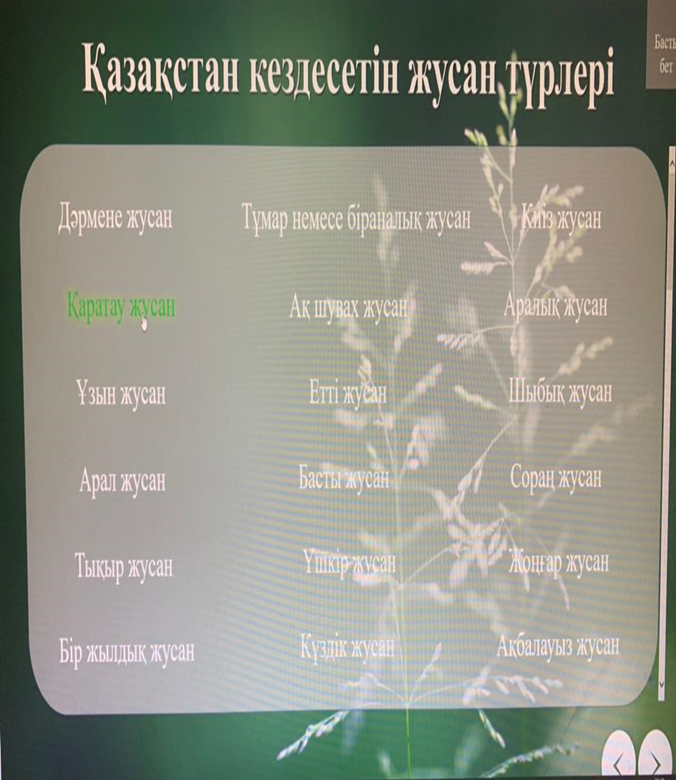 Қазақстан кездесетін жусан түрлері
Басты
бет
Дәрмене жусан Тұмар немесе біраналық жусан Киіз жусан
Қаратау жусан Ақ шувах жусан Аралық жусан
Ұзын жусан Етті жусан Шыбық жусан
Арал жусан Басты жусан Сораң жусан
Тықыр жусан Үшкір жусан Жоңғар жусан
Бір жылдық жусан Күздік жусан Ақбалауыз жусан